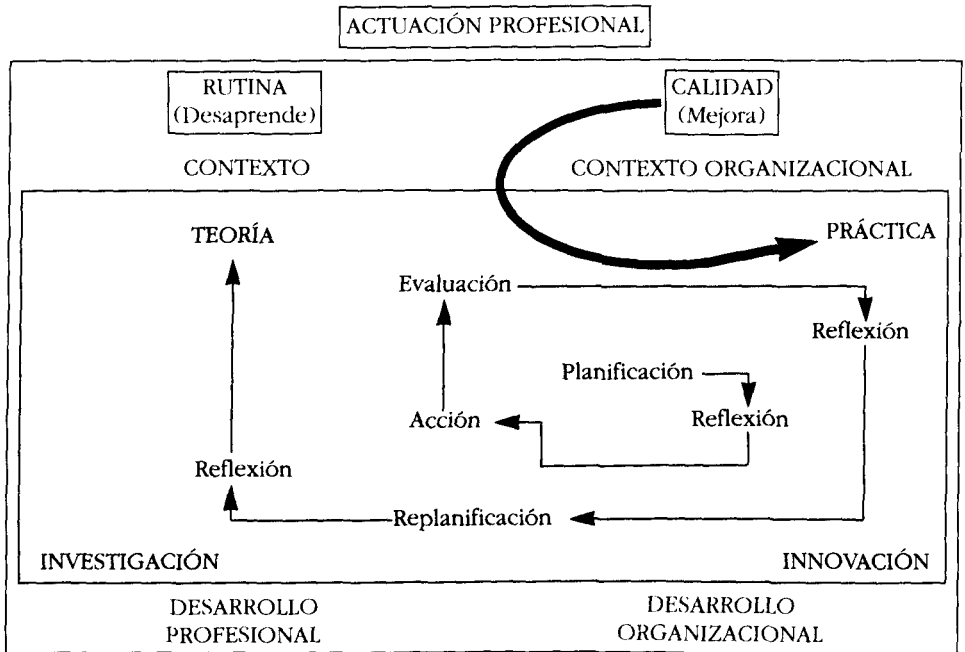 ACTUACIÓN PROFESIONAL
RUTINA
(Desaprende)
CALIDAD
(Mejora)
CONTEXTO
CONTEXTO ORGANIZACIONAL
TEORÍA
PRÁCTICA
Evaluación
Reflexión
Planificación
Acción
Reflexión
Reflexión
Replanificación
INVESTIGACIÓN
INNOVACIÓN
DESARROLLO
PROFESIONAL
DESARROLLO
ORGANIZACIONAL